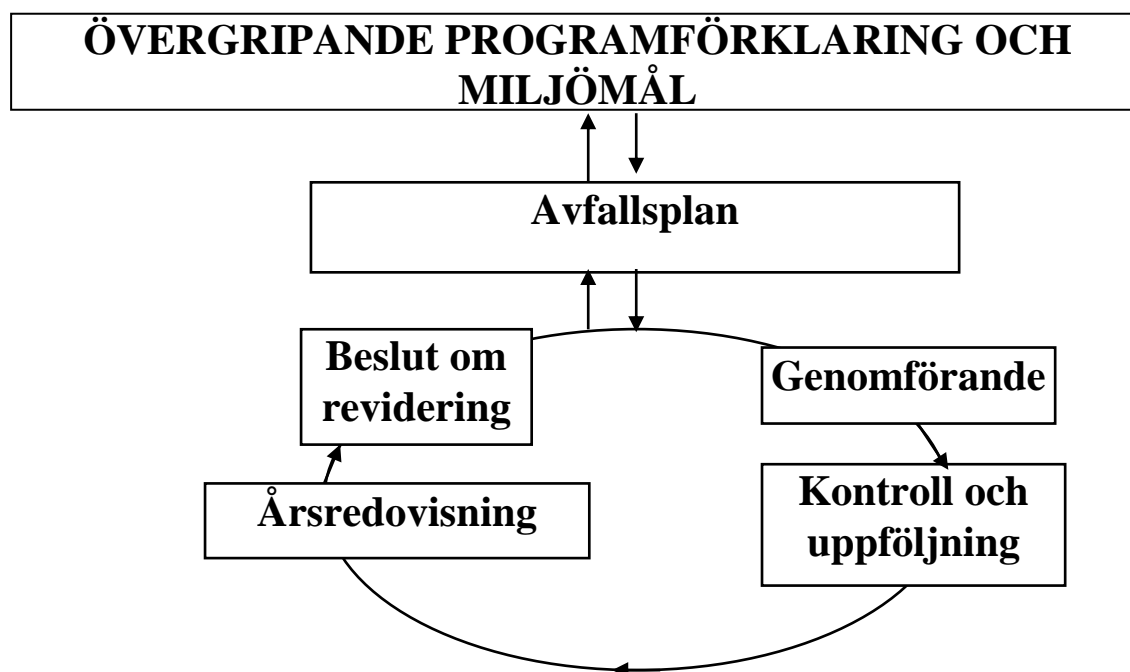 ÖVERGRIPANDE PROGRAMFÖRKLARING OCH
MILJÖMÅL
Avfallsplan
Beslut om
revidering
Genomförande
Årsredovisning
Kontroll och
uppföljning